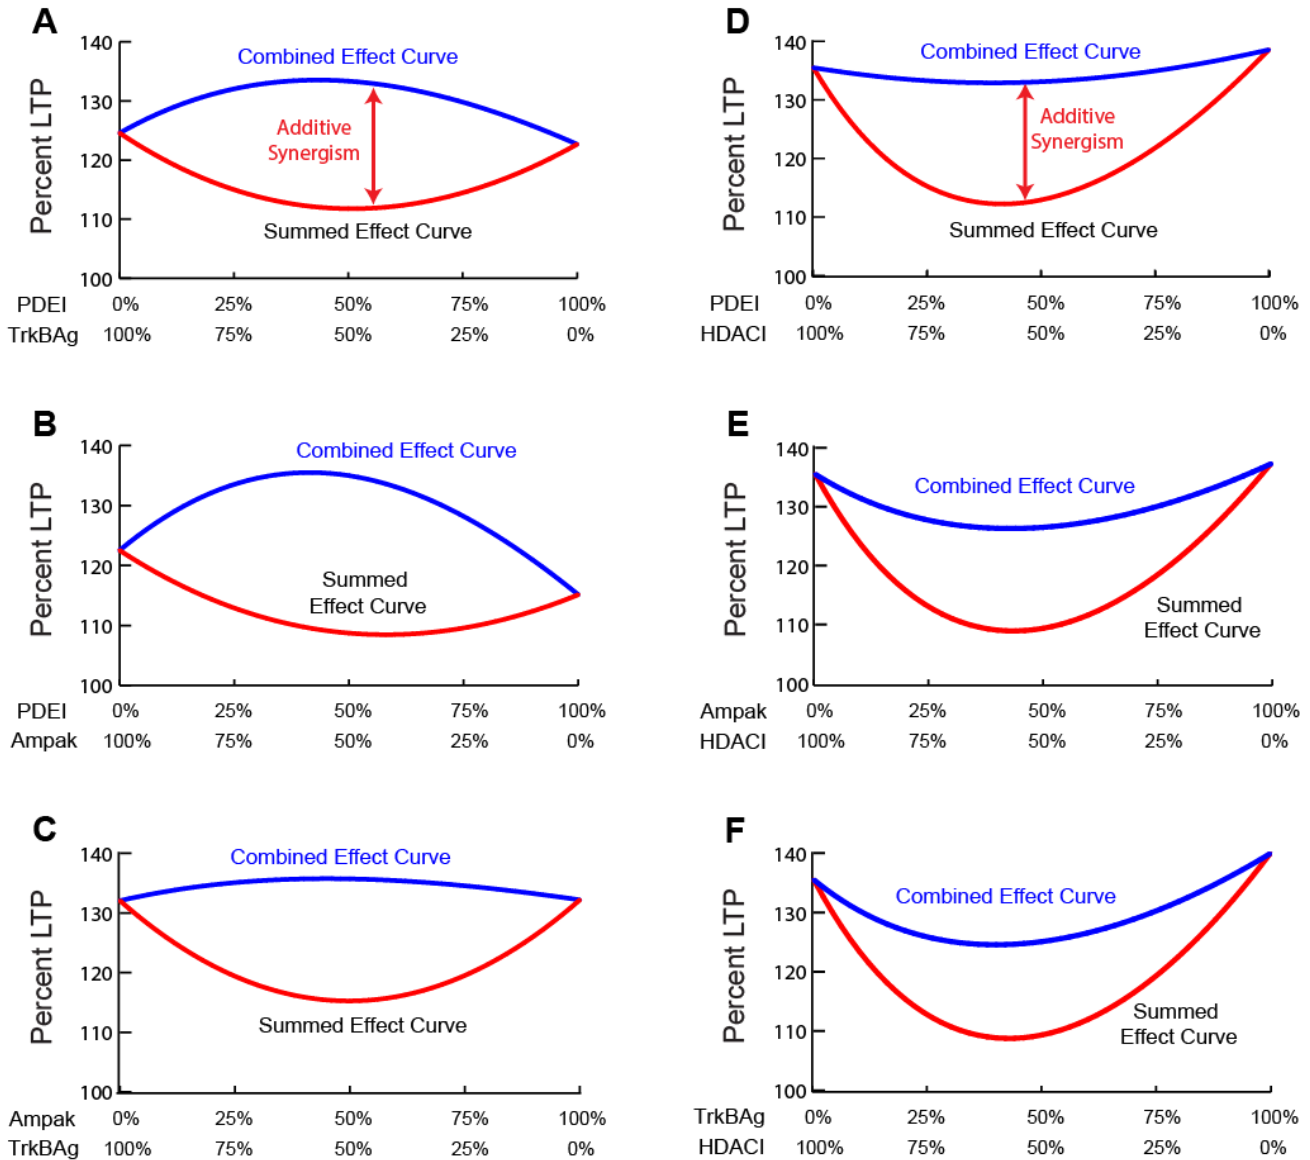 A
Percent LTP
140
130
120
110
100
Combined Effect Curve
Additive
Synergism
Summed Effect Curve
PDEI 0% 25% 50% 75% 100%
TrkBAg 100% 75% 50% 25% 0%
B
Percent LTP
140
130
120
110
100
Combined Effect Curve
Summed
Effect Curve
PDEI 0% 25% 50% 75% 100%
Ampak 100% 75% 50% 25% 0%
C
Percent LTP
140
130
120
110
100
Combined Effect Curve
Summed Effect Curve
Ampak 0% 25% 50% 75% 100%
TrkBAg 100% 75% 50% 25% 0%
D
Percent LTP
140
130
120
110
100
Combined Effect Curve
Additive
Synergism
Summed Effect Curve
PDEI 0% 25% 50% 75% 100%
HDACI 100% 75% 50% 25% 0%
E
Percent LTP
140
130
120
110
100
Combined Effect Curve
Summed
Effect Curve
Ampak 0% 25% 50% 75% 100%
HDACI 100% 75% 50% 25% 0%
F
Percent LTP
140
130
120
110
100
Combined Effect Curve
Summed
Effect Curve
TrkBAg 0% 25% 50% 75% 100%
HDACI 100% 75% 50% 25% 0%